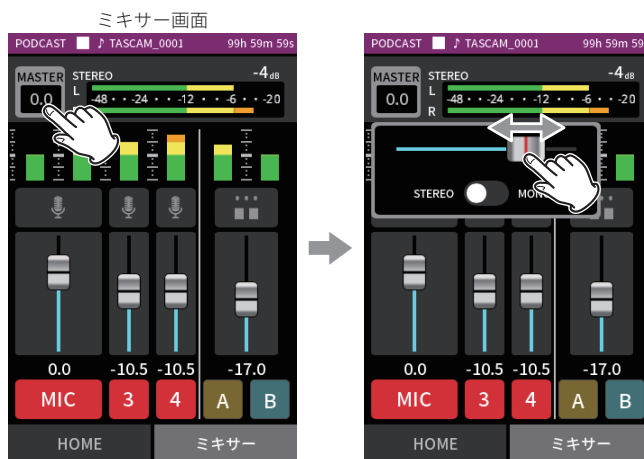 ミキサー画面
PODCAST ♪ TASCAM_0001 99h 59m 59s
MASTER STEREO -4dB
0.0 L -48 · · -24 · · -12 · · -6 · · -20
0.0 -10.5 -10.5 -17.0
MIC 3 4 A B
HOME ミキサー
PODCAST ♪ TASCAM_0001 99h 59m 59
MASTER STEREO -4dB
0.0 L -48 · · -24 · · -12 · · -6 · · -20
R
STEREO MONO
0.0 -10.5 -10.5 -17.0
MIC 3 4 A B
HOME ミキサー